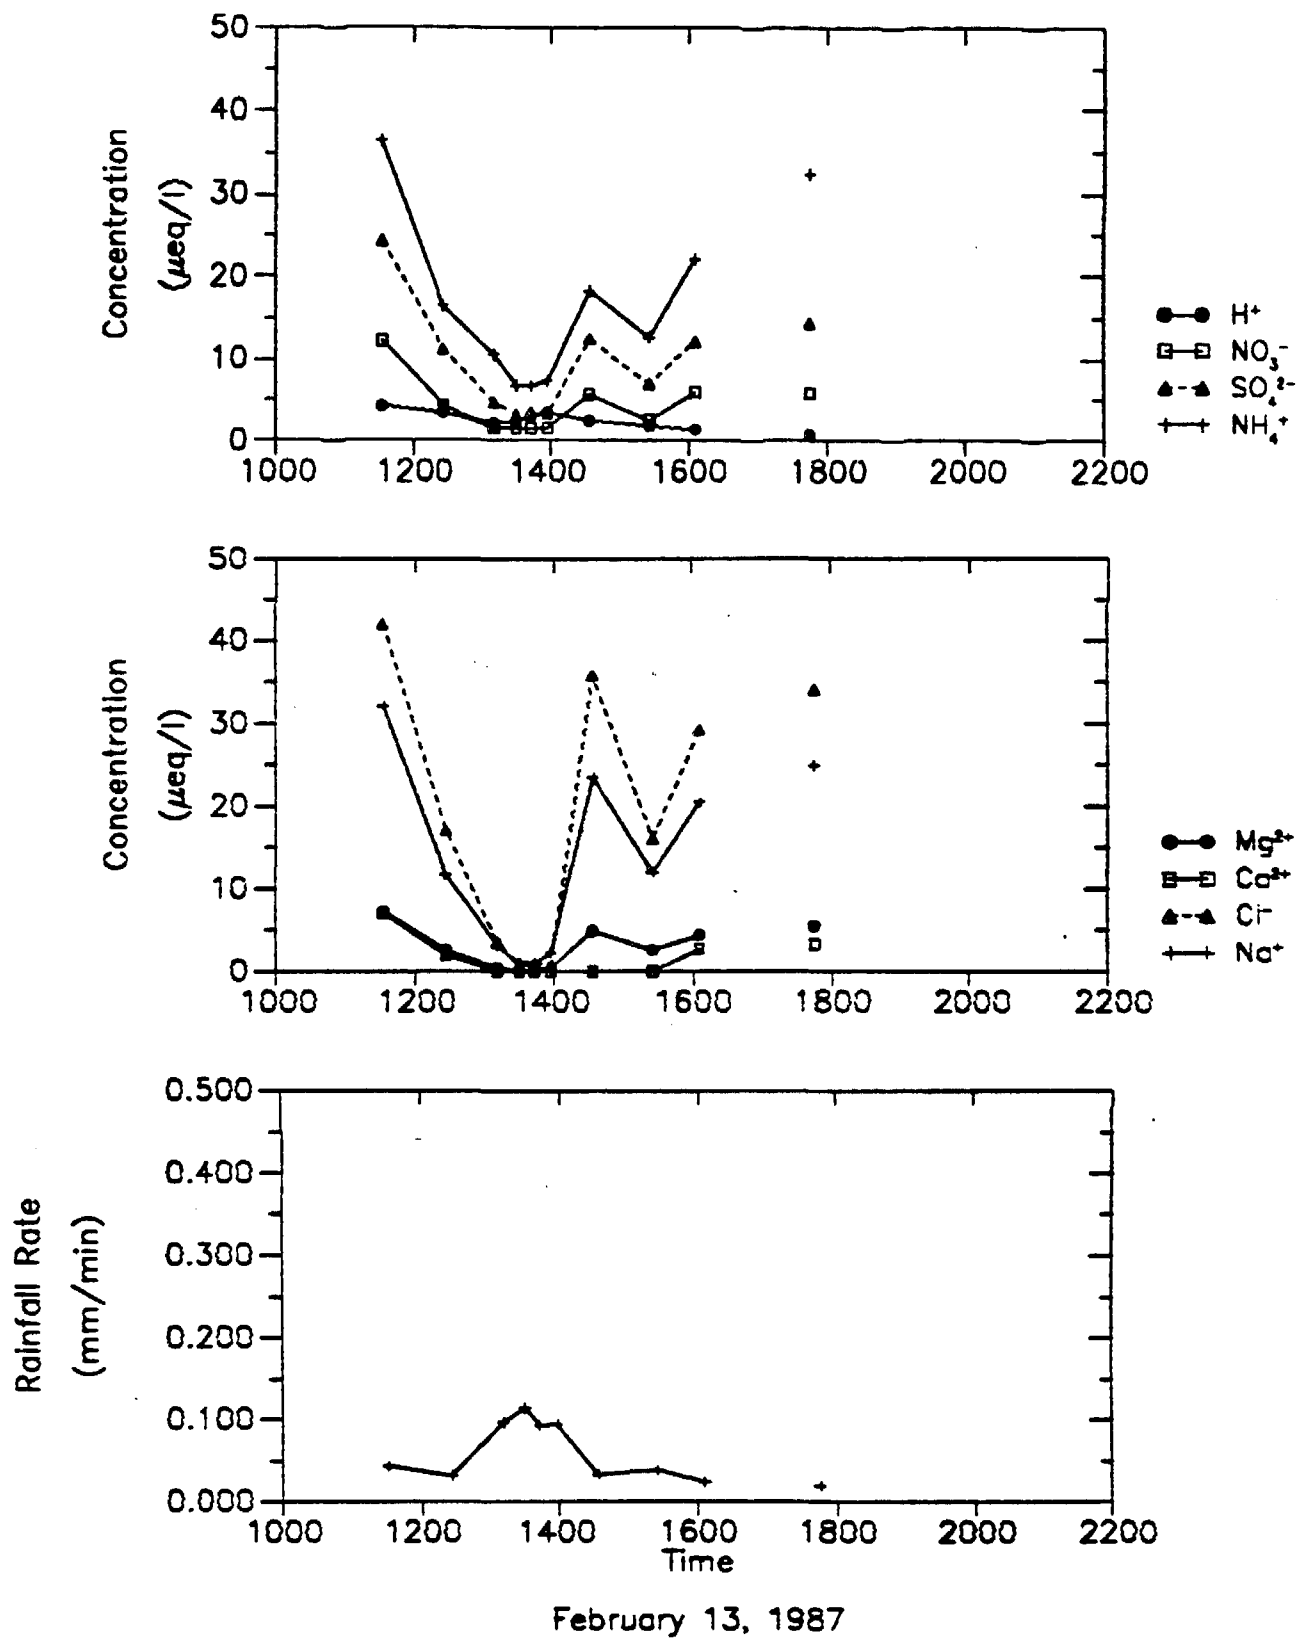 50
40
30
20
10
0
Concentration
(μeq/l)
1000 1200 1400 1600 1800 2000 2200
H⁺
NO₃⁻
SO₄²⁻
NH₄⁺
50
40
30
20
10
0
Concentration
(μeq/l)
1000 1200 1400 1600 1800 2000 2200
Mg²⁺
Ca²⁺
Cl⁻
Na⁺
0.500
0.400
0.300
0.200
0.100
0.000
Rainfall Rate
(mm/min)
1000 1200 1400 1600 1800 2000 2200
Time
February 13, 1987